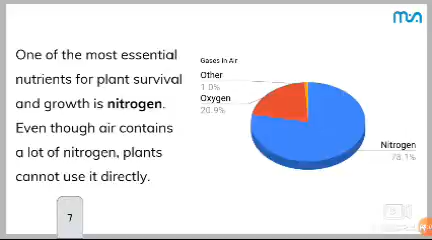 One of the most essential
nutrients for plant survival
and growth is nitrogen.
Even though air contains
a lot of nitrogen, plants
cannot use it directly.
7
Gases in Air
Other
1.0%
Oxygen
20.9%
Nitrogen
78.1%